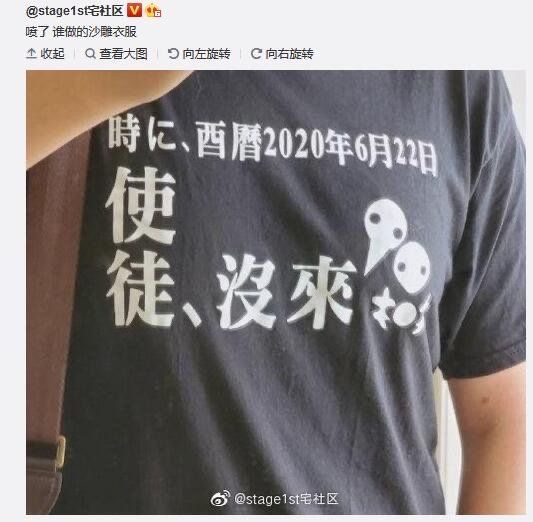 @stage1st宅社区
喷了 谁做的沙雕衣服
收起 查看大图 向左旋转 向右旋转
時に、西暦2020年6月22日
使
徒、沒來
@stage1st宅社区